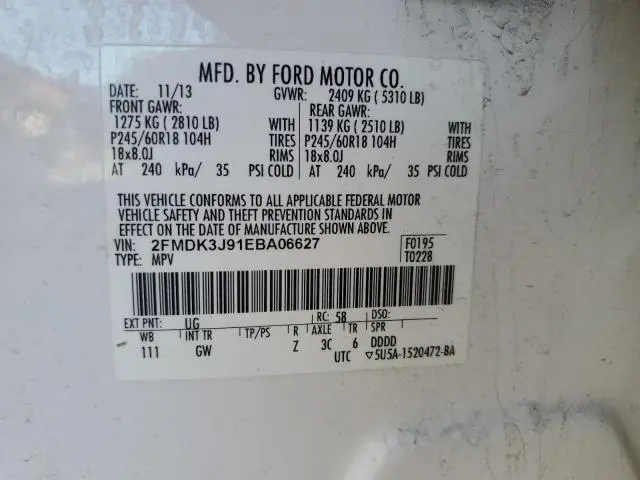 MFD. BY FORD MOTOR CO.
DATE: 11/13 GVWR: 2409 KG ( 5310 LB)
FRONT GAWR: REAR GAWR:
1275 KG ( 2810 LB) WITH 1139 KG ( 2510 LB) WITH
P245/60R18 104H TIRES P245/60R18 104H TIRES
18x8.0J RIMS 18x8.0J RIMS
AT 240 kPa/ 35 PSI COLD AT 240 kPa/ 35 PSI COLD
THIS VEHICLE CONFORMS TO ALL APPLICABLE FEDERAL MOTOR
VEHICLE SAFETY AND THEFT PREVENTION STANDARDS IN
EFFECT ON THE DATE OF MANUFACTURE SHOWN ABOVE.
VIN: 2FMDK3J91EBA06627 F0195
TYPE: MPV T0228
EXT PNT: UG RC: 58 DSO:
WB INT TR TP/PS R AXLE TR SPR
111 GW Z 3C 6 DDDD
UTC ▽5U5A-1520472-BA